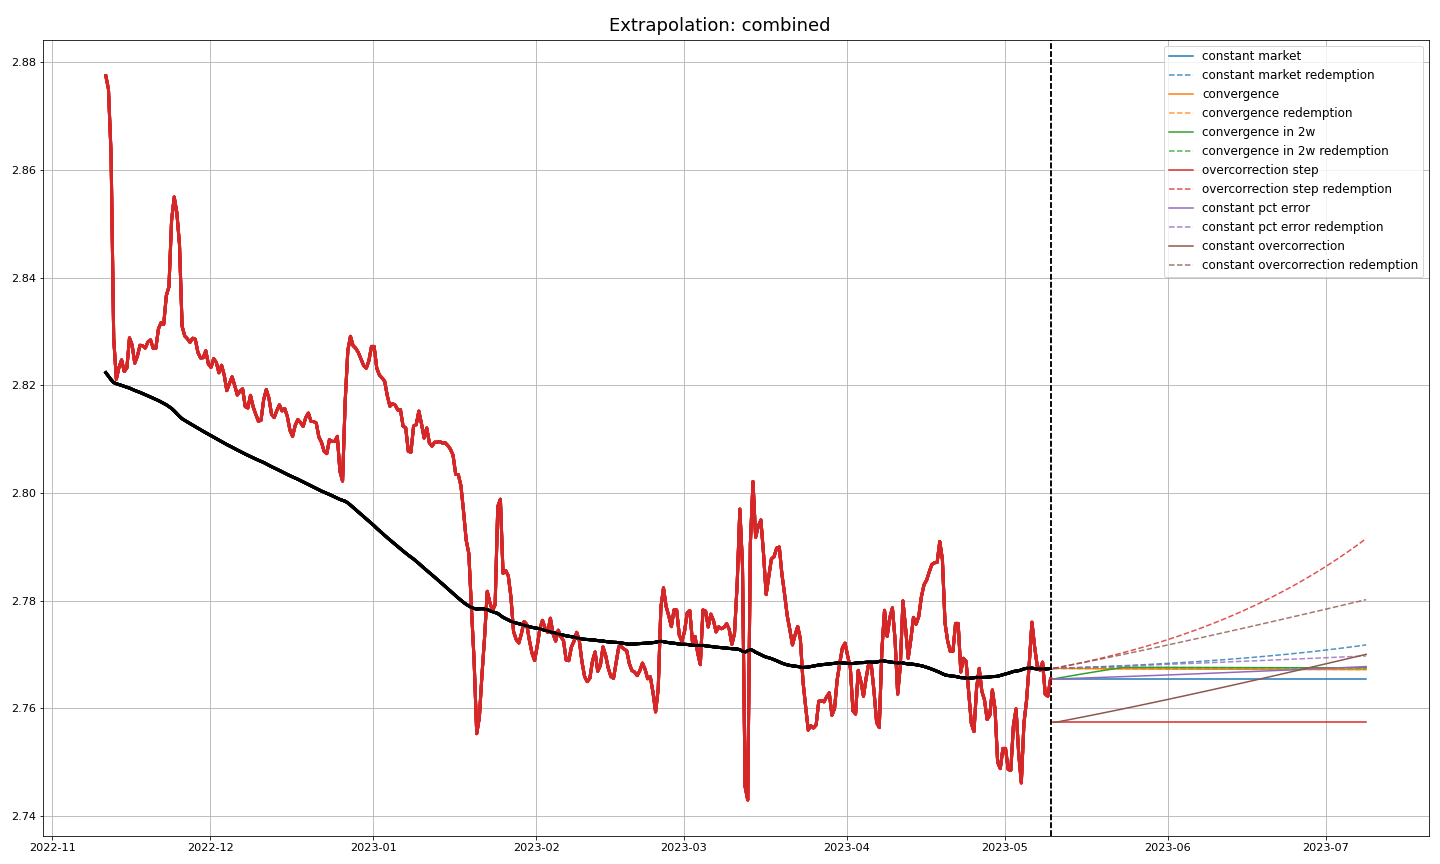 Extrapolation: combined
2.88
2.86
2.84
2.82
2.80
2.78
2.76
2.74
constant market
constant market redemption
convergence
convergence redemption
convergence in 2w
convergence in 2w redemption
overcorrection step
overcorrection step redemption
constant pct error
constant pct error redemption
constant overcorrection
constant overcorrection redemption
2022-11 2022-12 2023-01 2023-02 2023-03 2023-04 2023-05 2023-06 2023-07